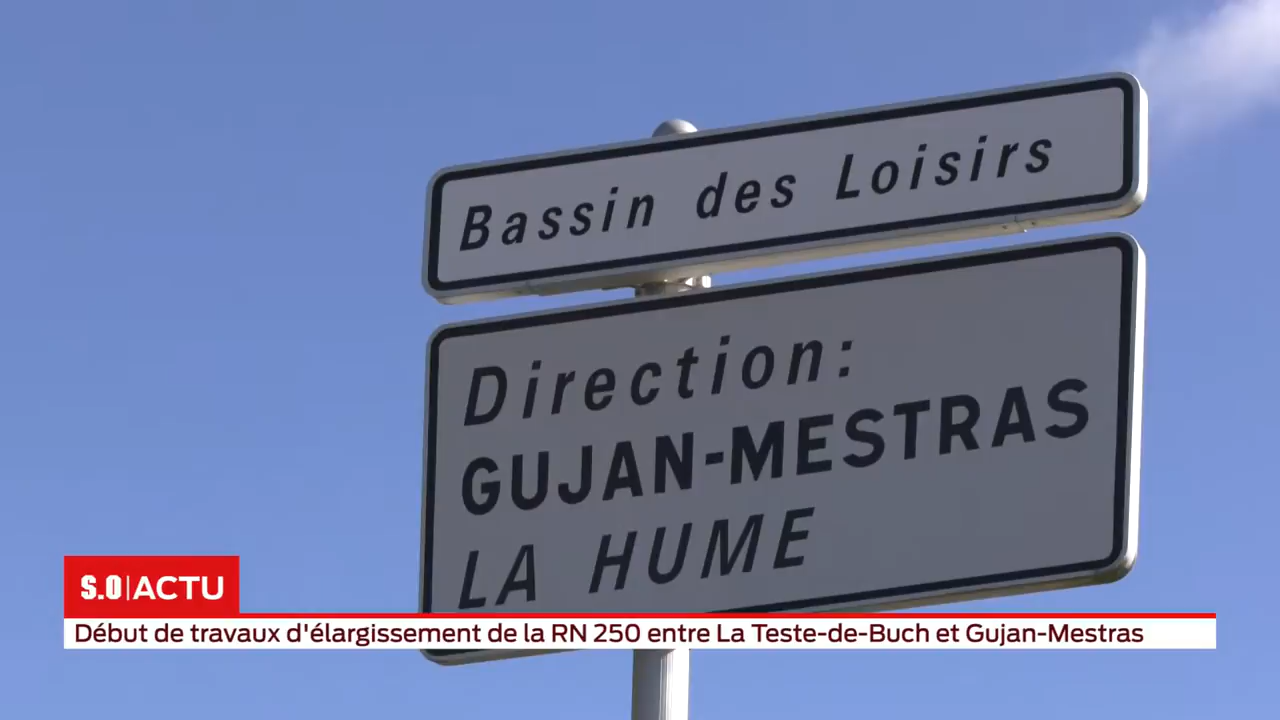 Bassin des Loisirs
Direction:
GUJAN-MESTRAS
LA HUME
S.O|ACTU
Début de travaux d'élargissement de la RN 250 entre La Teste-de-Buch et Gujan-Mestras